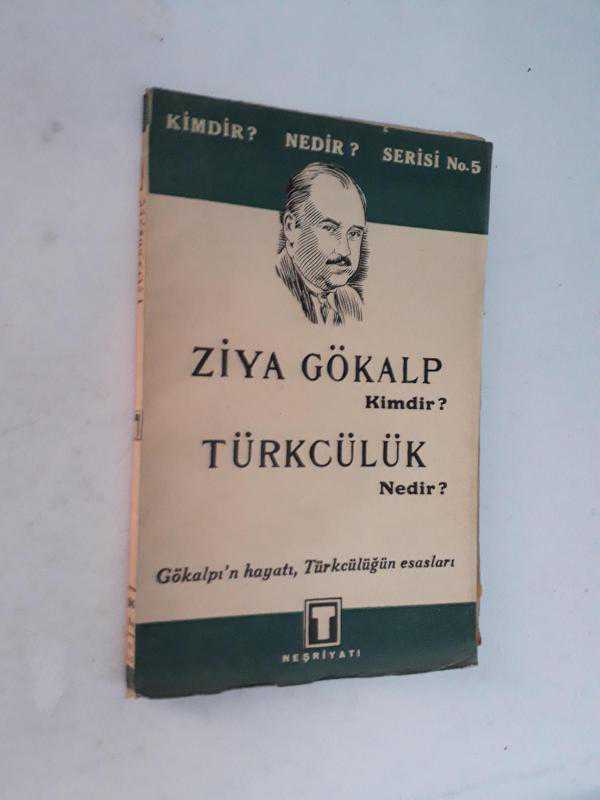 KİMDİR? NEDİR? SERİSİ No.5
ZİYA GÖKALP
Kimdir?
TÜRKCÜLÜK
Nedir?
Gökalpı'n hayatı, Türkcülüğün esasları
T
NEŞRİYATI